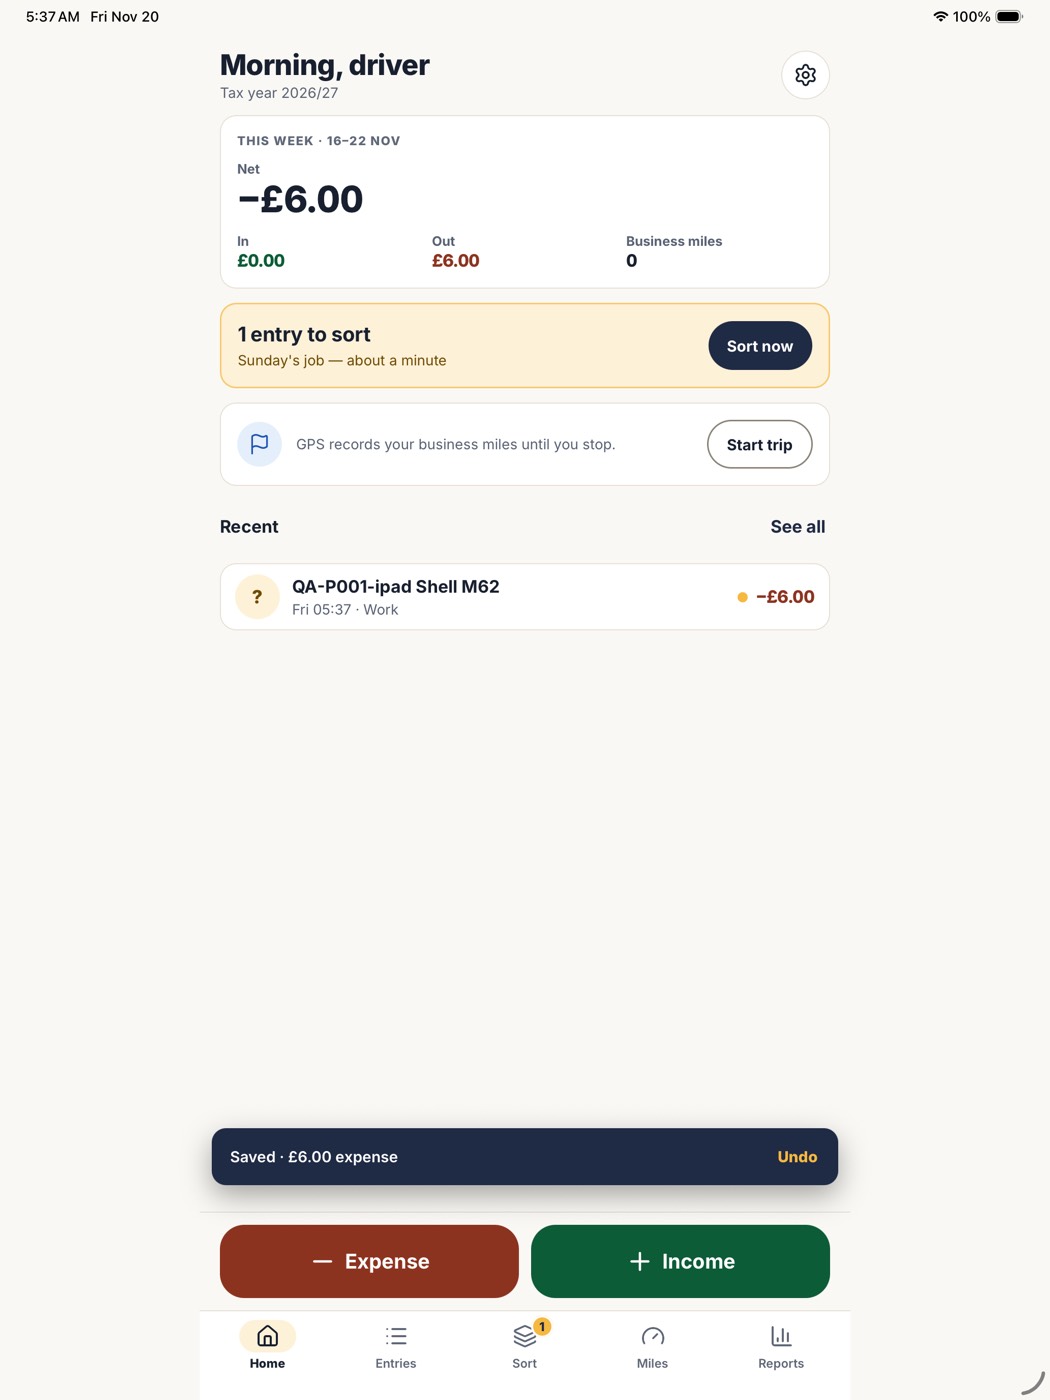 5:37 AM Fri Nov 20
100%
Morning, driver
Tax year 2026/27
THIS WEEK · 16–22 NOV
Net
−£6.00
In
Out
Business miles
£0.00
£6.00
0
1 entry to sort
Sunday's job — about a minute
Sort now
GPS records your business miles until you stop.
Start trip
Recent
See all
?
QA-P001-ipad Shell M62
Fri 05:37 · Work
−£6.00
Saved · £6.00 expense
Undo
— Expense
+ Income
1
Home
Entries
Sort
Miles
Reports